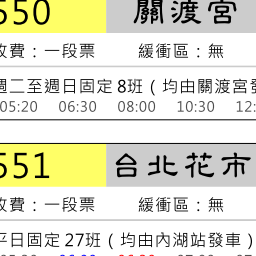 550 關渡宮
收費：一段票 緩衝區：無
週二至週日固定 8班（均由關渡宮發
05:20 06:30 08:00 10:30 12:
551 台北花市
收費：一段票 緩衝區：無
平日固定 27班（均由內湖站發車）